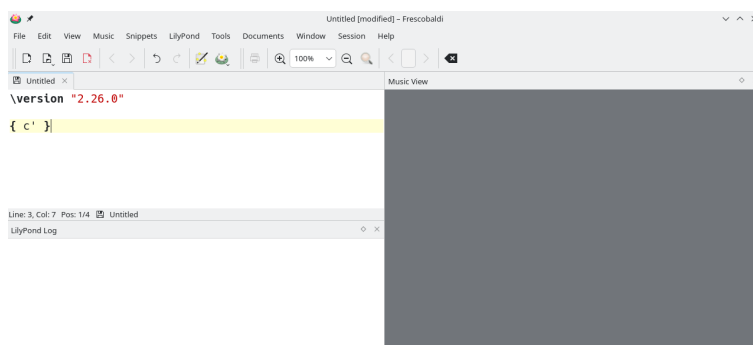 Untitled [modified] – Frescobaldi
File Edit View Music Snippets LilyPond Tools Documents Window Session Help
100%
Untitled
Music View
\version "2.26.0"
{ c' }
Line: 3, Col: 7 Pos: 1/4 Untitled
LilyPond Log